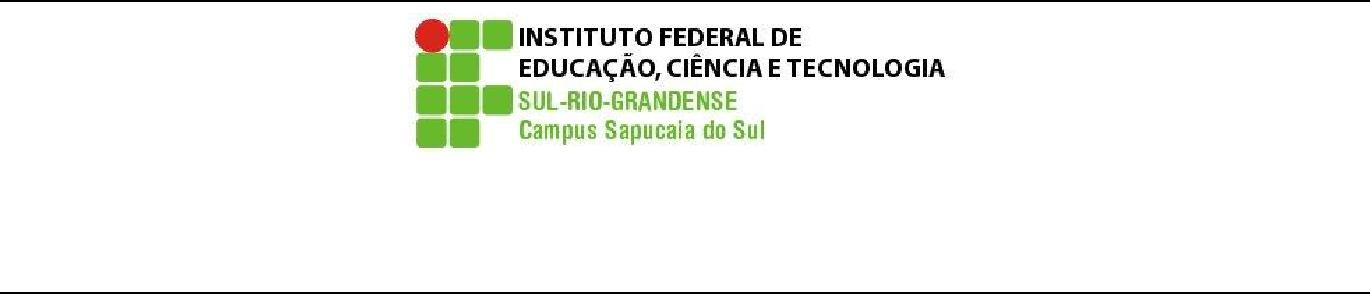 INSTITUTO FEDERAL DE
EDUCAÇÃO, CIÊNCIA E TECNOLOGIA
SUL-RIO-GRANDENSE
Campus Sapucaia do Sul